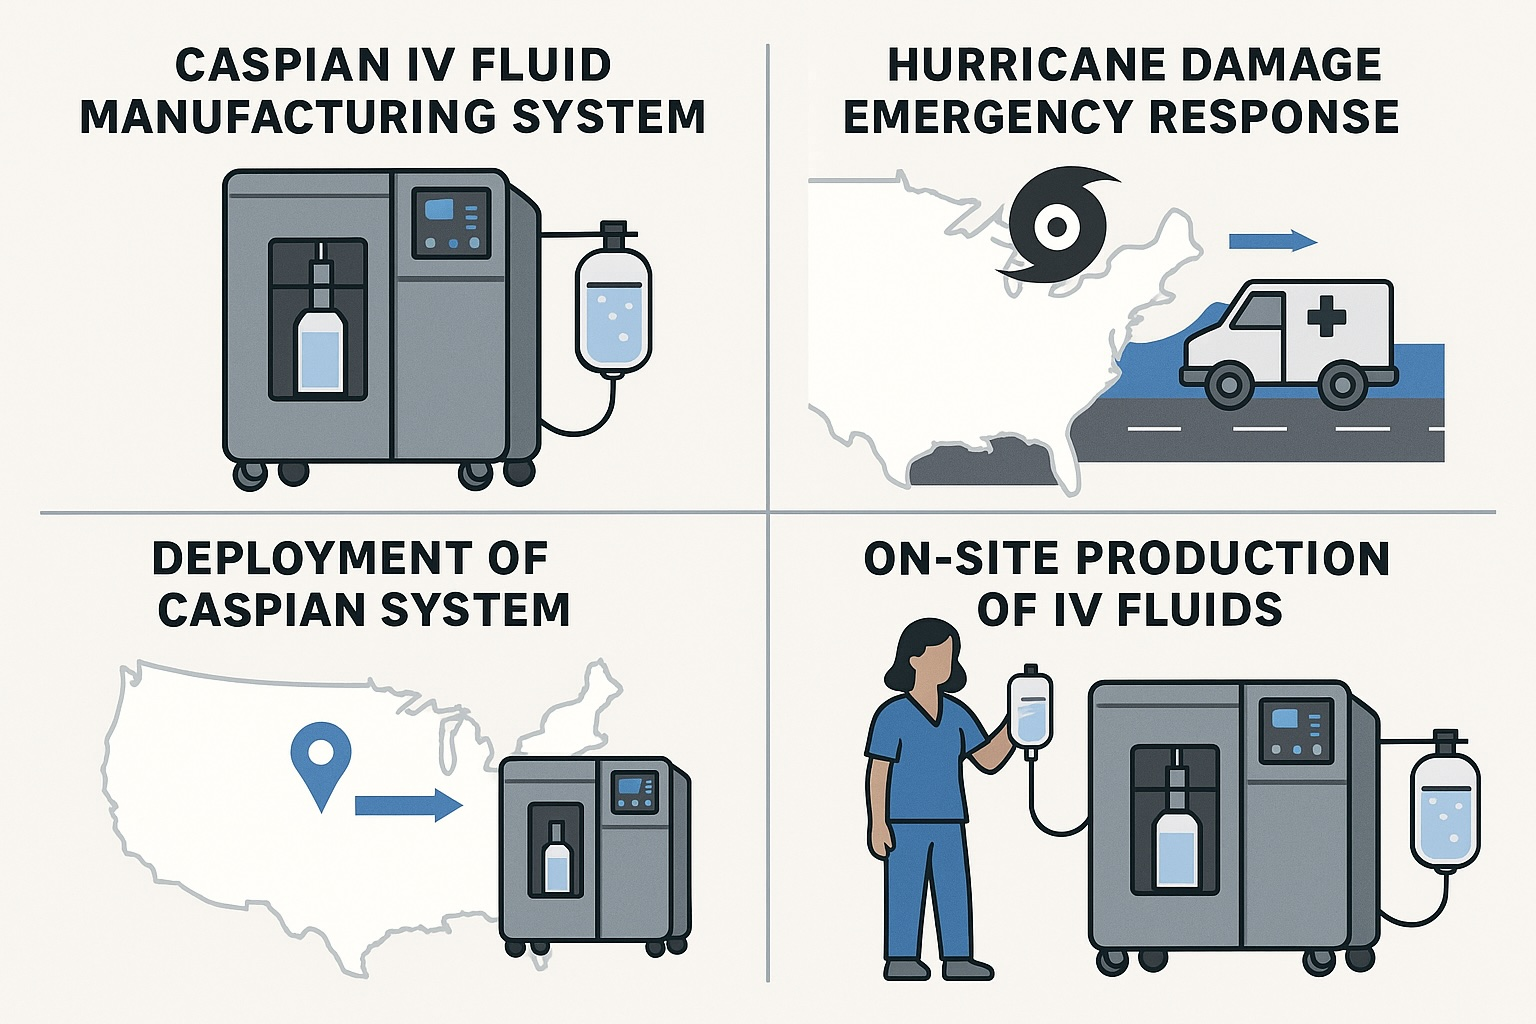 CASPIAN IV FLUID
MANUFACTURING SYSTEM
HURRICANE DAMAGE
EMERGENCY RESPONSE
DEPLOYMENT OF
CASPIAN SYSTEM
ON-SITE PRODUCTION
OF IV FLUIDS